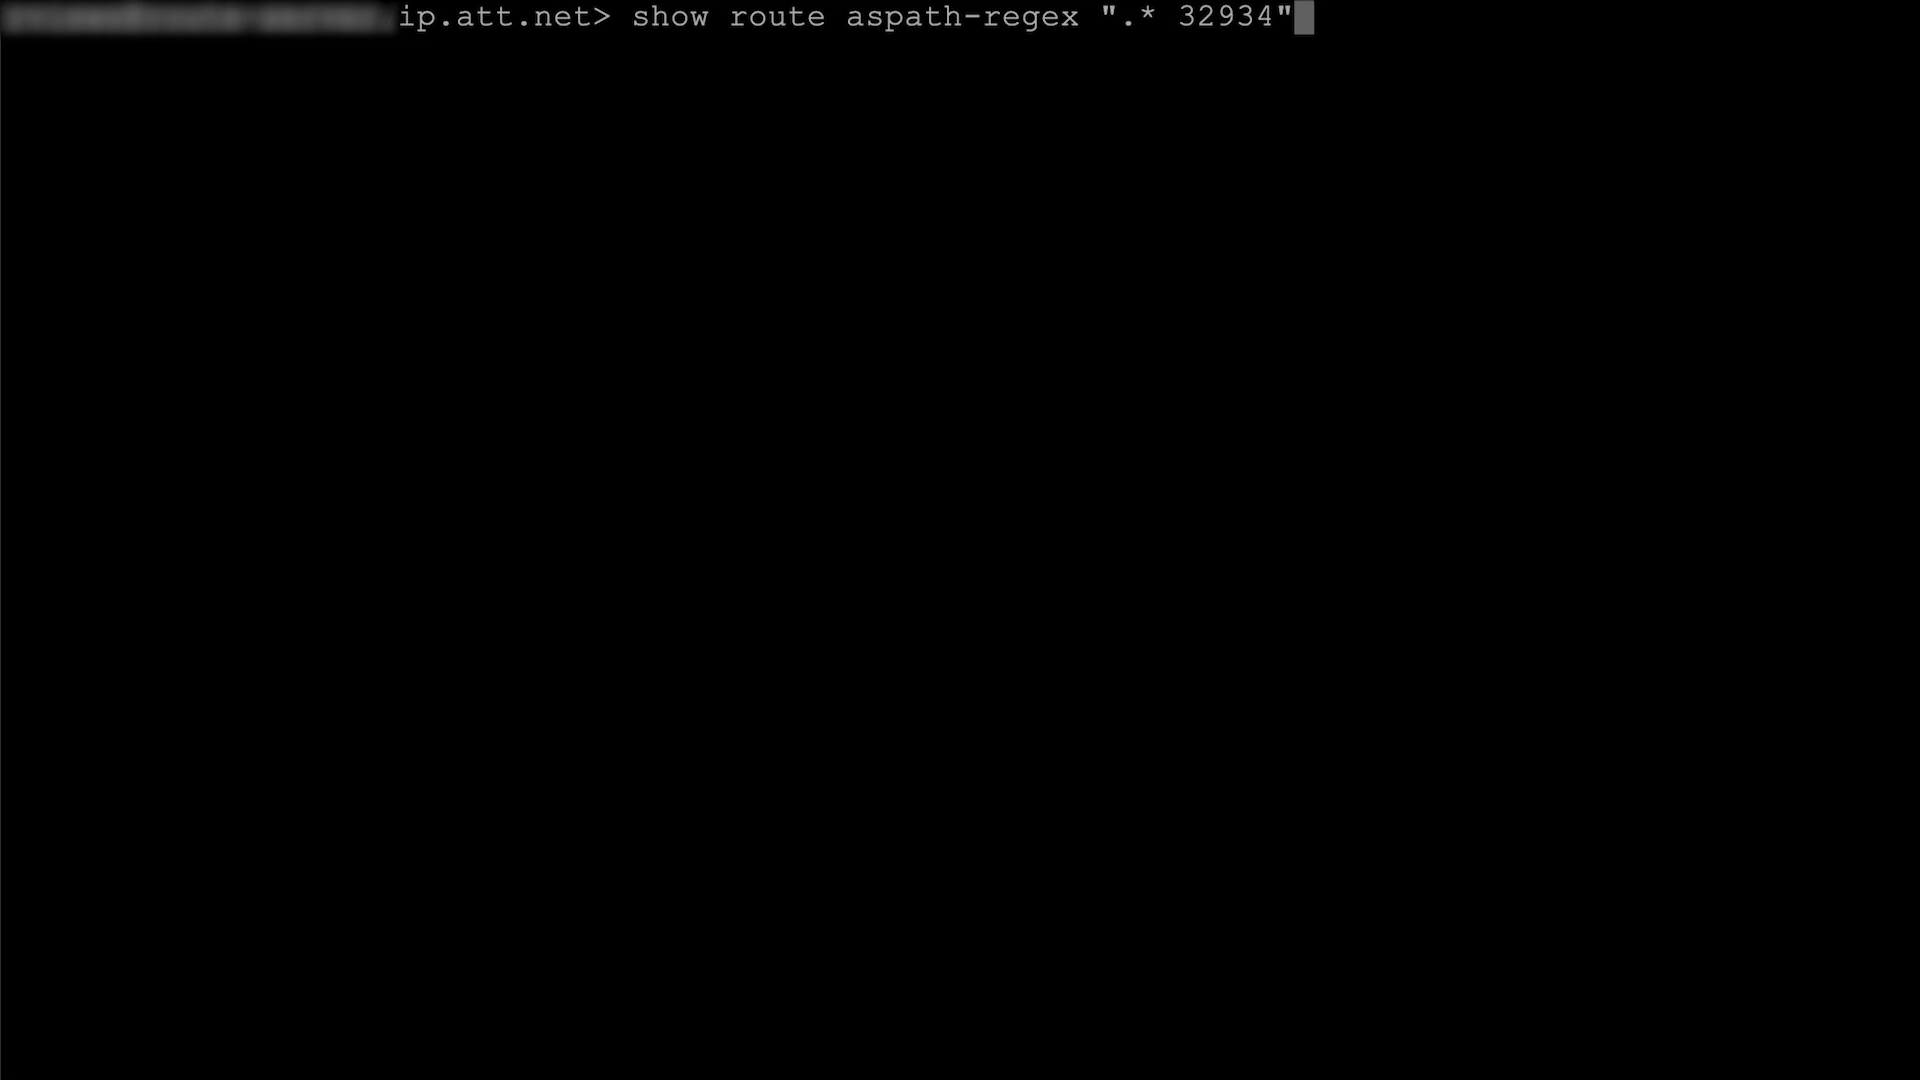 ip.att.net> show route aspath-regex ".* 32934"